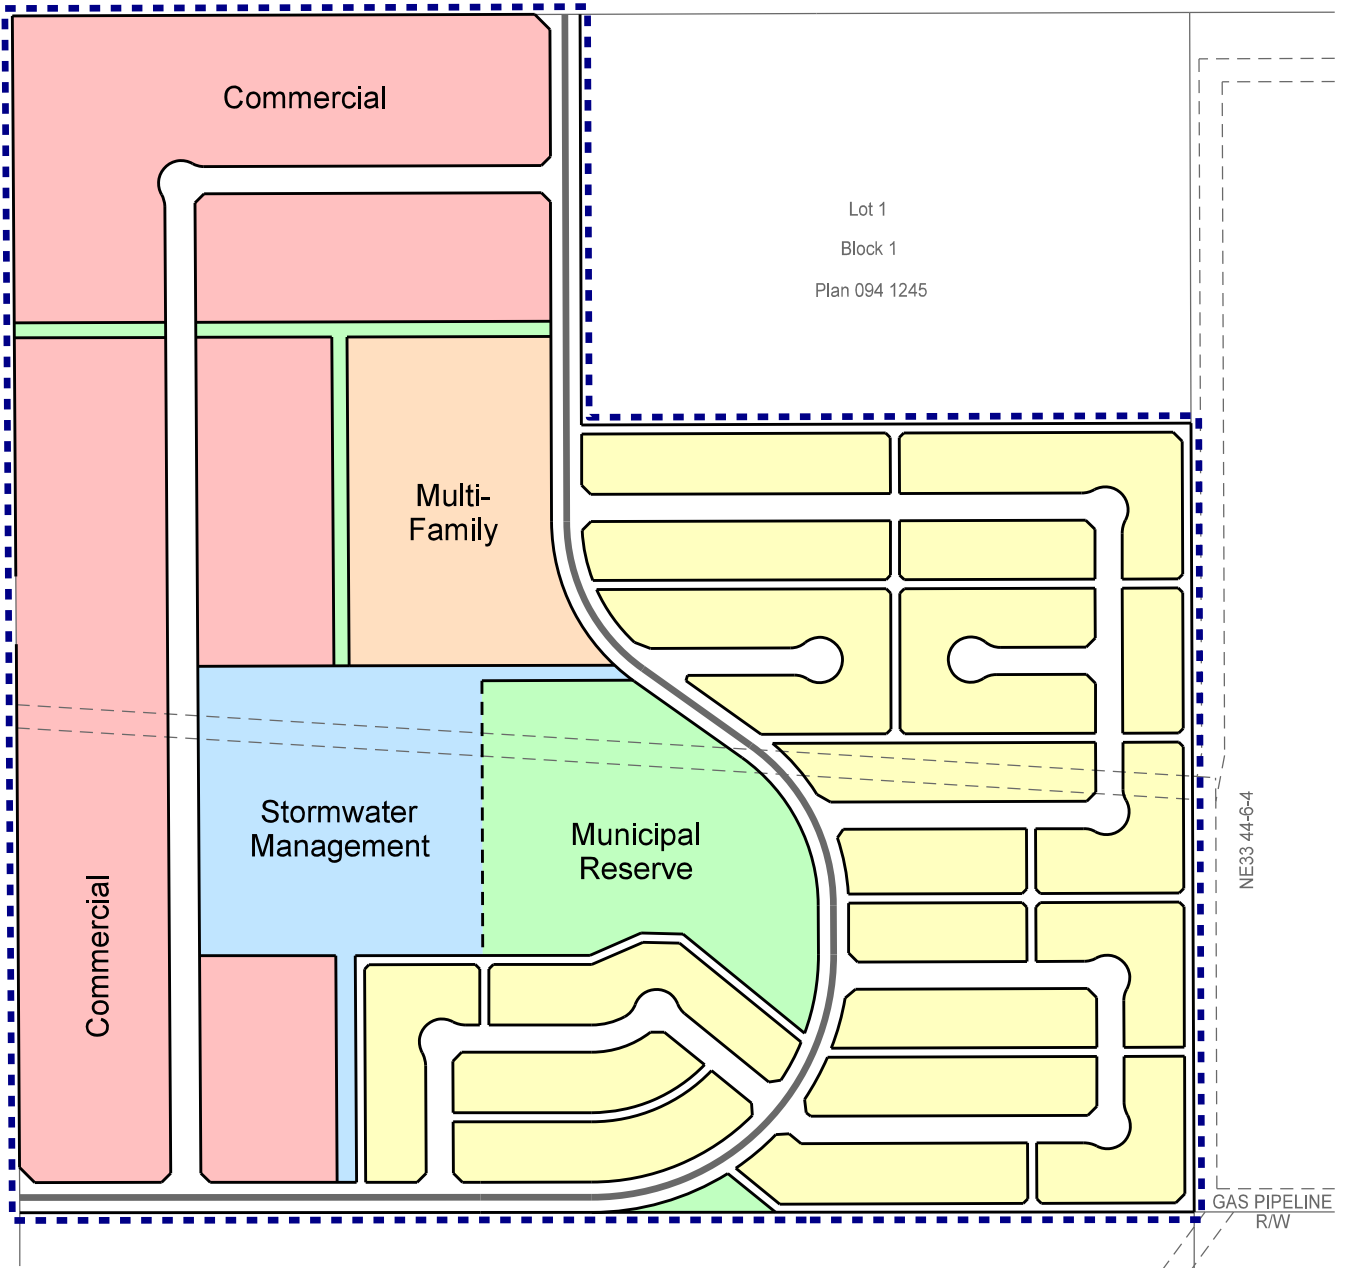 Commercial
Lot 1
Block 1
Plan 094 1245
Multi-
Family
Stormwater
Management
Municipal
Reserve
Commercial
NE33 44-6-4
GAS PIPELINE
R/W